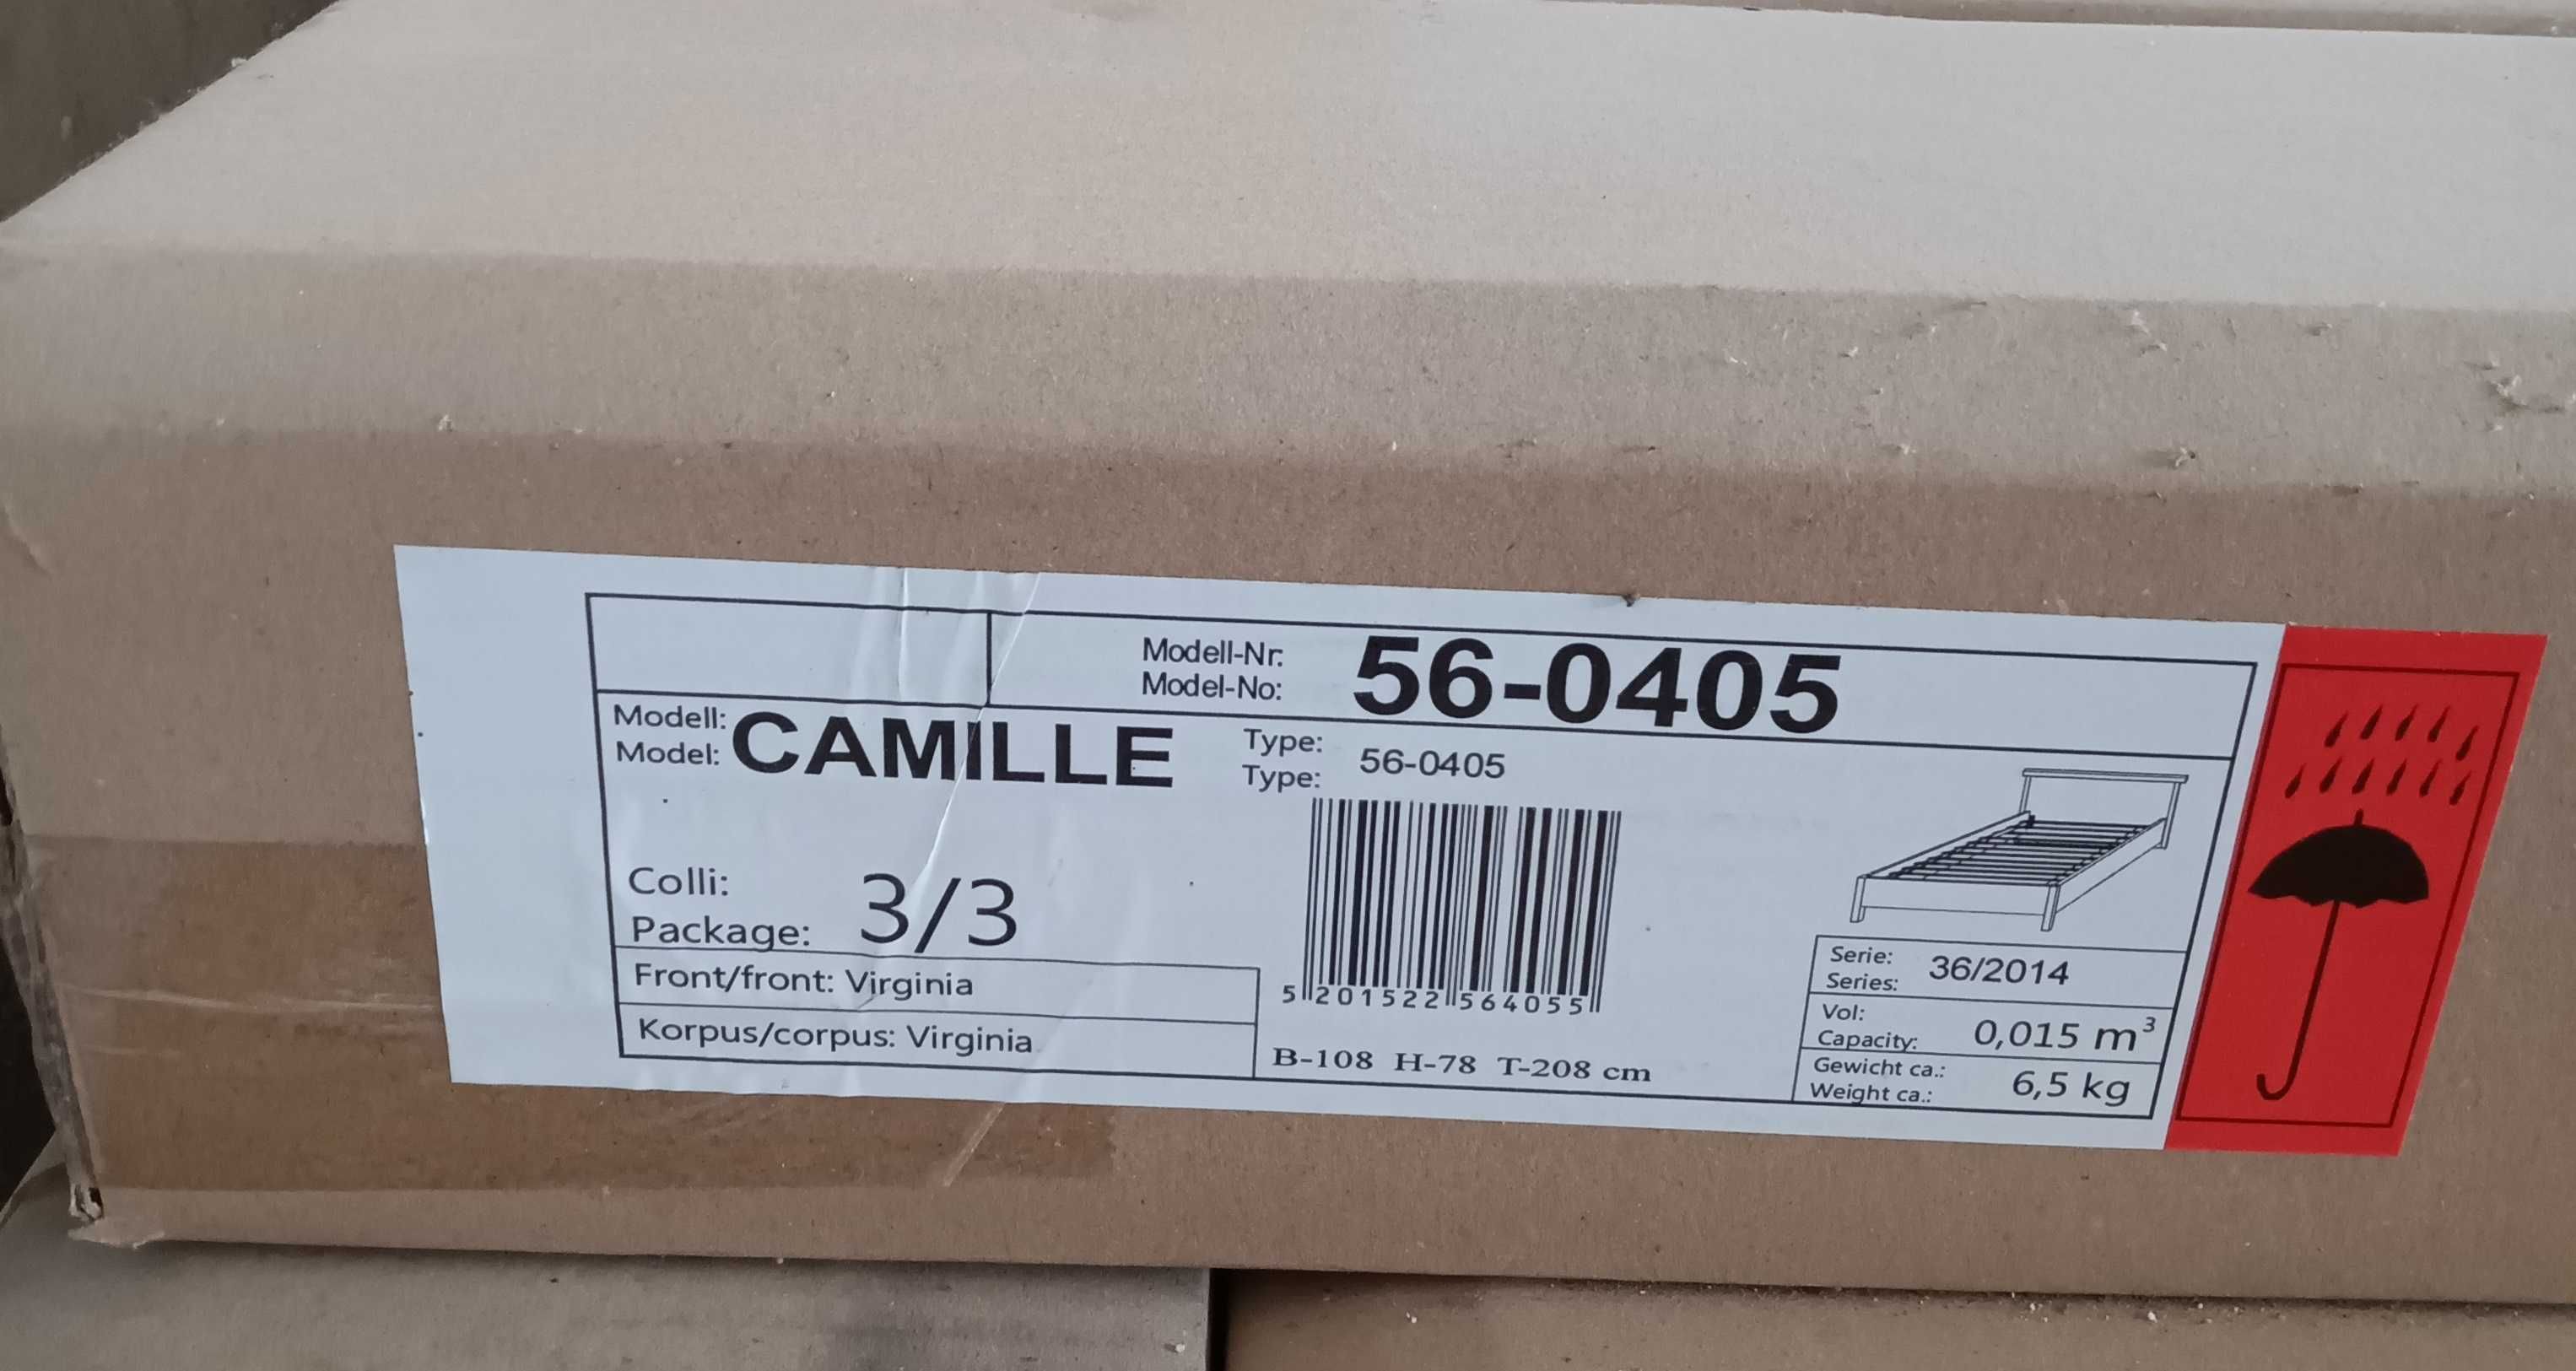 Modell-Nr.:
Model-No:
56-0405
Modell:
Model:
CAMILLE
Type:
Type:
56-0405
Colli:
Package:
3/3
Front/front: Virginia
Korpus/corpus: Virginia
5 201522 564055
B-108 H-78 T-208 cm
Serie:
Series:
36/2014
Vol:
Capacity:
0,015 m³
Gewicht ca.:
Weight ca.:
6,5 kg